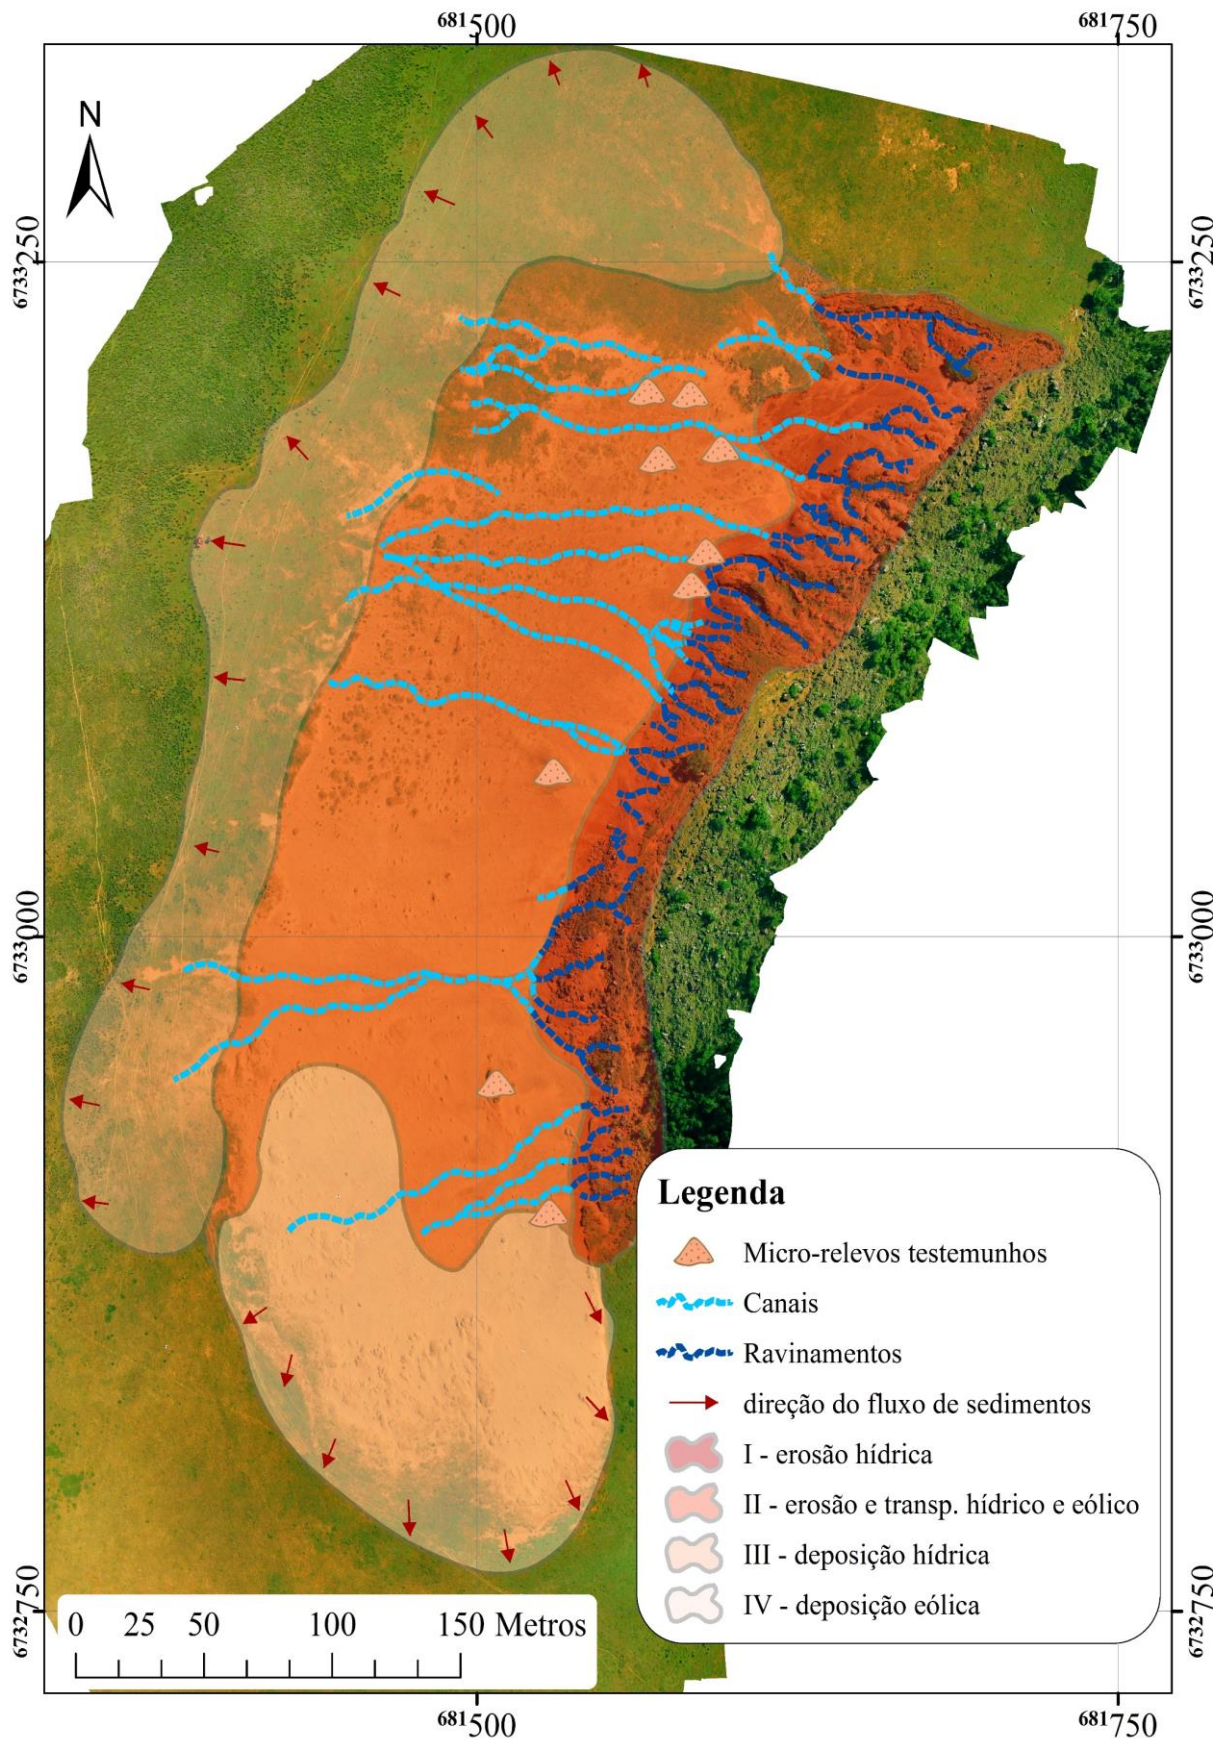 681500 681750
N
6733250 6733250
6733000 6733000
Legenda
Micro-relevos testemunhos
Canais
Ravinamentos
direção do fluxo de sedimentos
I - erosão hídrica
II - erosão e transp. hídrico e eólico
III - deposição hídrica
IV - deposição eólica
6732750 6732750
0 25 50 100 150 Metros
681500 681750